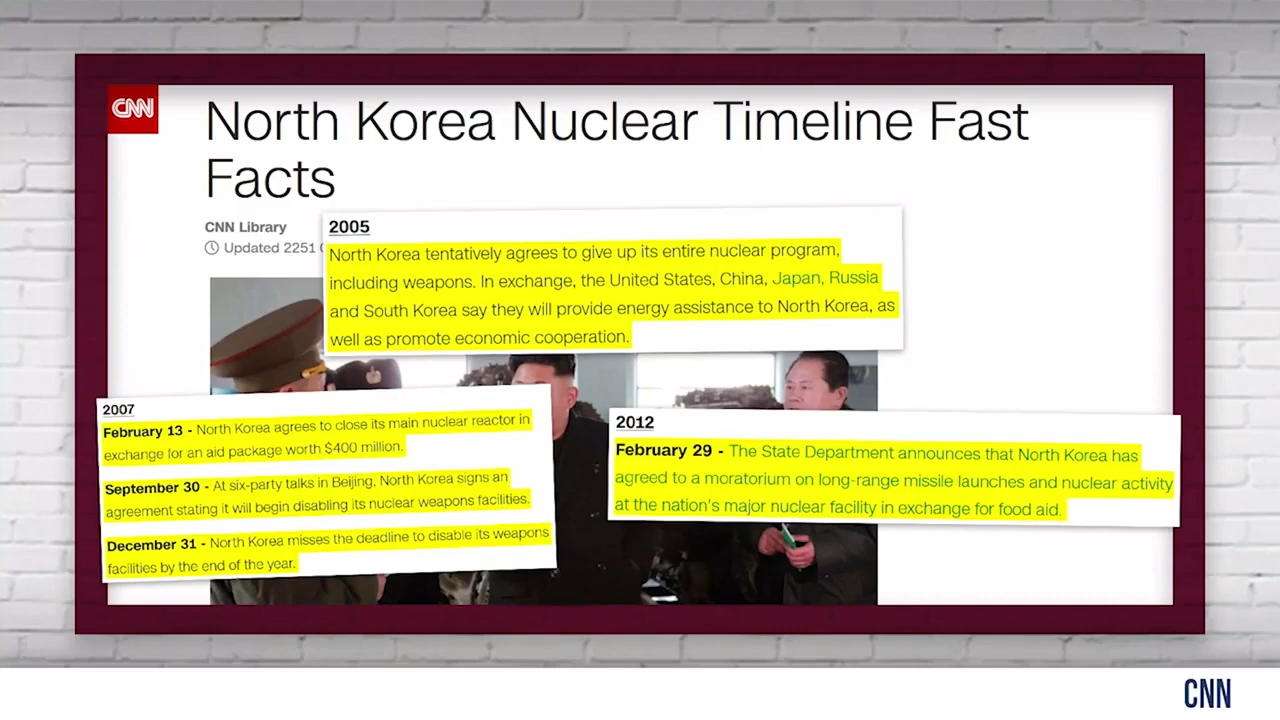 CNN
North Korea Nuclear Timeline Fast
Facts
CNN Library
Updated 2251
2005
North Korea tentatively agrees to give up its entire nuclear program,
including weapons. In exchange, the United States, China, Japan, Russia
and South Korea say they will provide energy assistance to North Korea, as
well as promote economic cooperation.
2007
February 13 - North Korea agrees to close its main nuclear reactor in
exchange for an aid package worth $400 million.
September 30 - At six-party talks in Beijing, North Korea signs an
agreement stating it will begin disabling its nuclear weapons facilities.
December 31 - North Korea misses the deadline to disable its weapons
facilities by the end of the year.
2012
February 29 - The State Department announces that North Korea has
agreed to a moratorium on long-range missile launches and nuclear activity
at the nation's major nuclear facility in exchange for food aid.
CNN